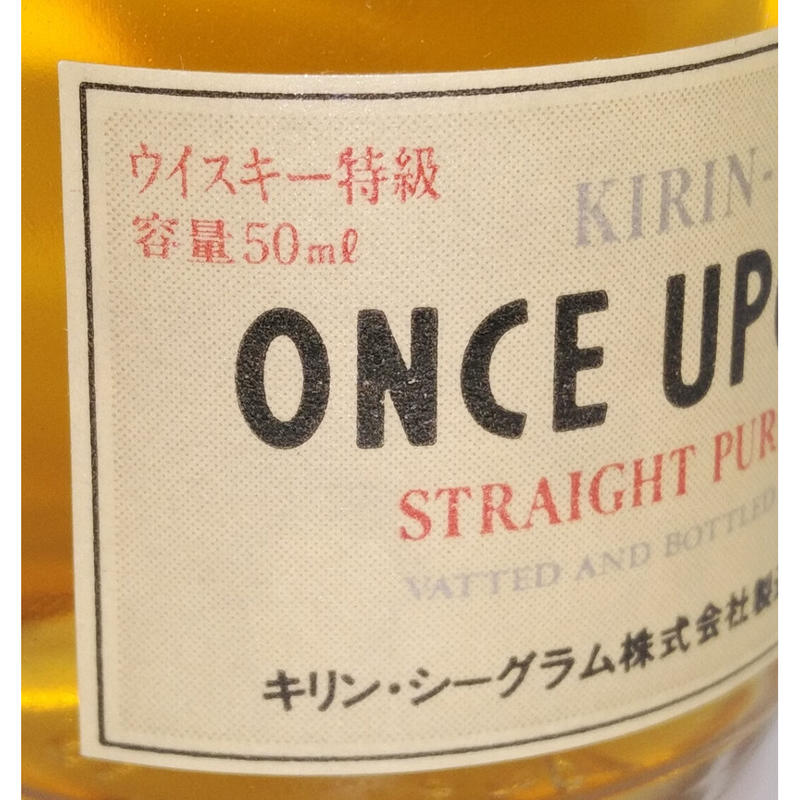 ウイスキー特級
容量50ml
KIRIN-
ONCE UP
STRAIGHT PUR
VATTED AND BOTTLED
キリン・シーグラム株式会社製